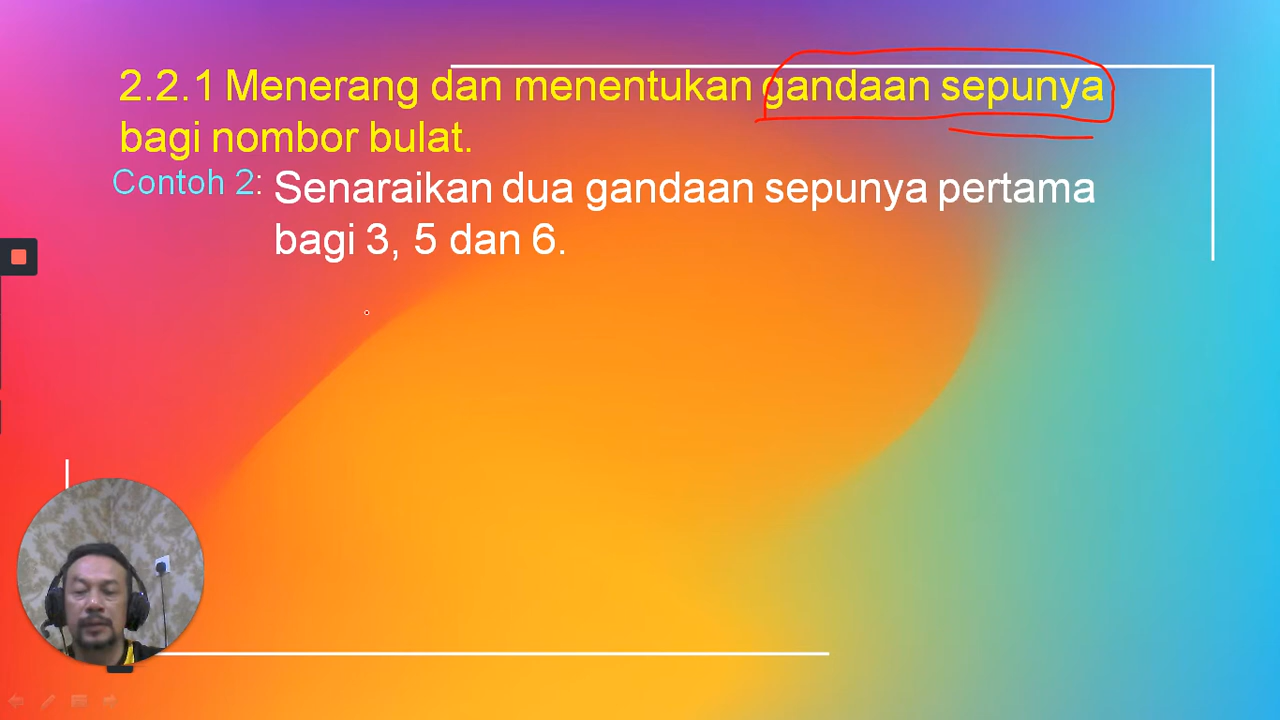 2.2.1 Menerang dan menentukan gandaan sepunya
bagi nombor bulat.
Contoh 2: Senaraikan dua gandaan sepunya pertama
bagi 3, 5 dan 6.